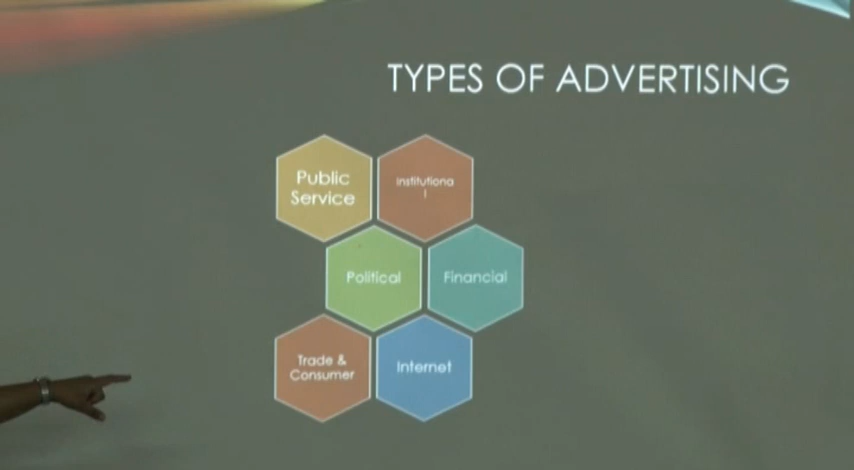 TYPES OF ADVERTISING
Public
Service
Institutiona
l
Political
Financial
Trade &
Consumer
Internet